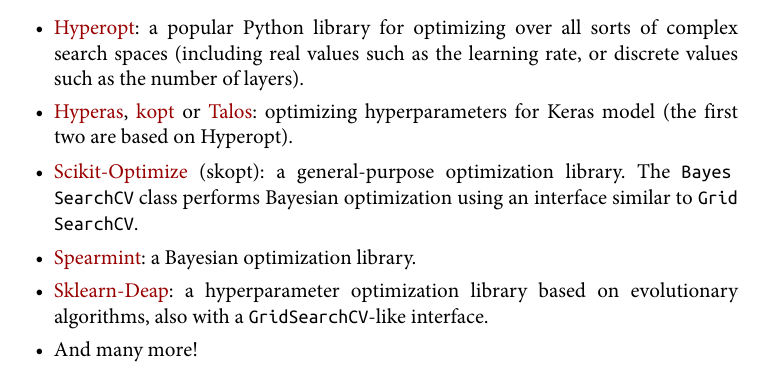 • Hyperopt: a popular Python library for optimizing over all sorts of complex
search spaces (including real values such as the learning rate, or discrete values
such as the number of layers).
• Hyperas, kopt or Talos: optimizing hyperparameters for Keras model (the first
two are based on Hyperopt).
• Scikit-Optimize (skopt): a general-purpose optimization library. The Bayes
SearchCV class performs Bayesian optimization using an interface similar to Grid
SearchCV.
• Spearmint: a Bayesian optimization library.
• Sklearn-Deap: a hyperparameter optimization library based on evolutionary
algorithms, also with a GridSearchCV-like interface.
• And many more!